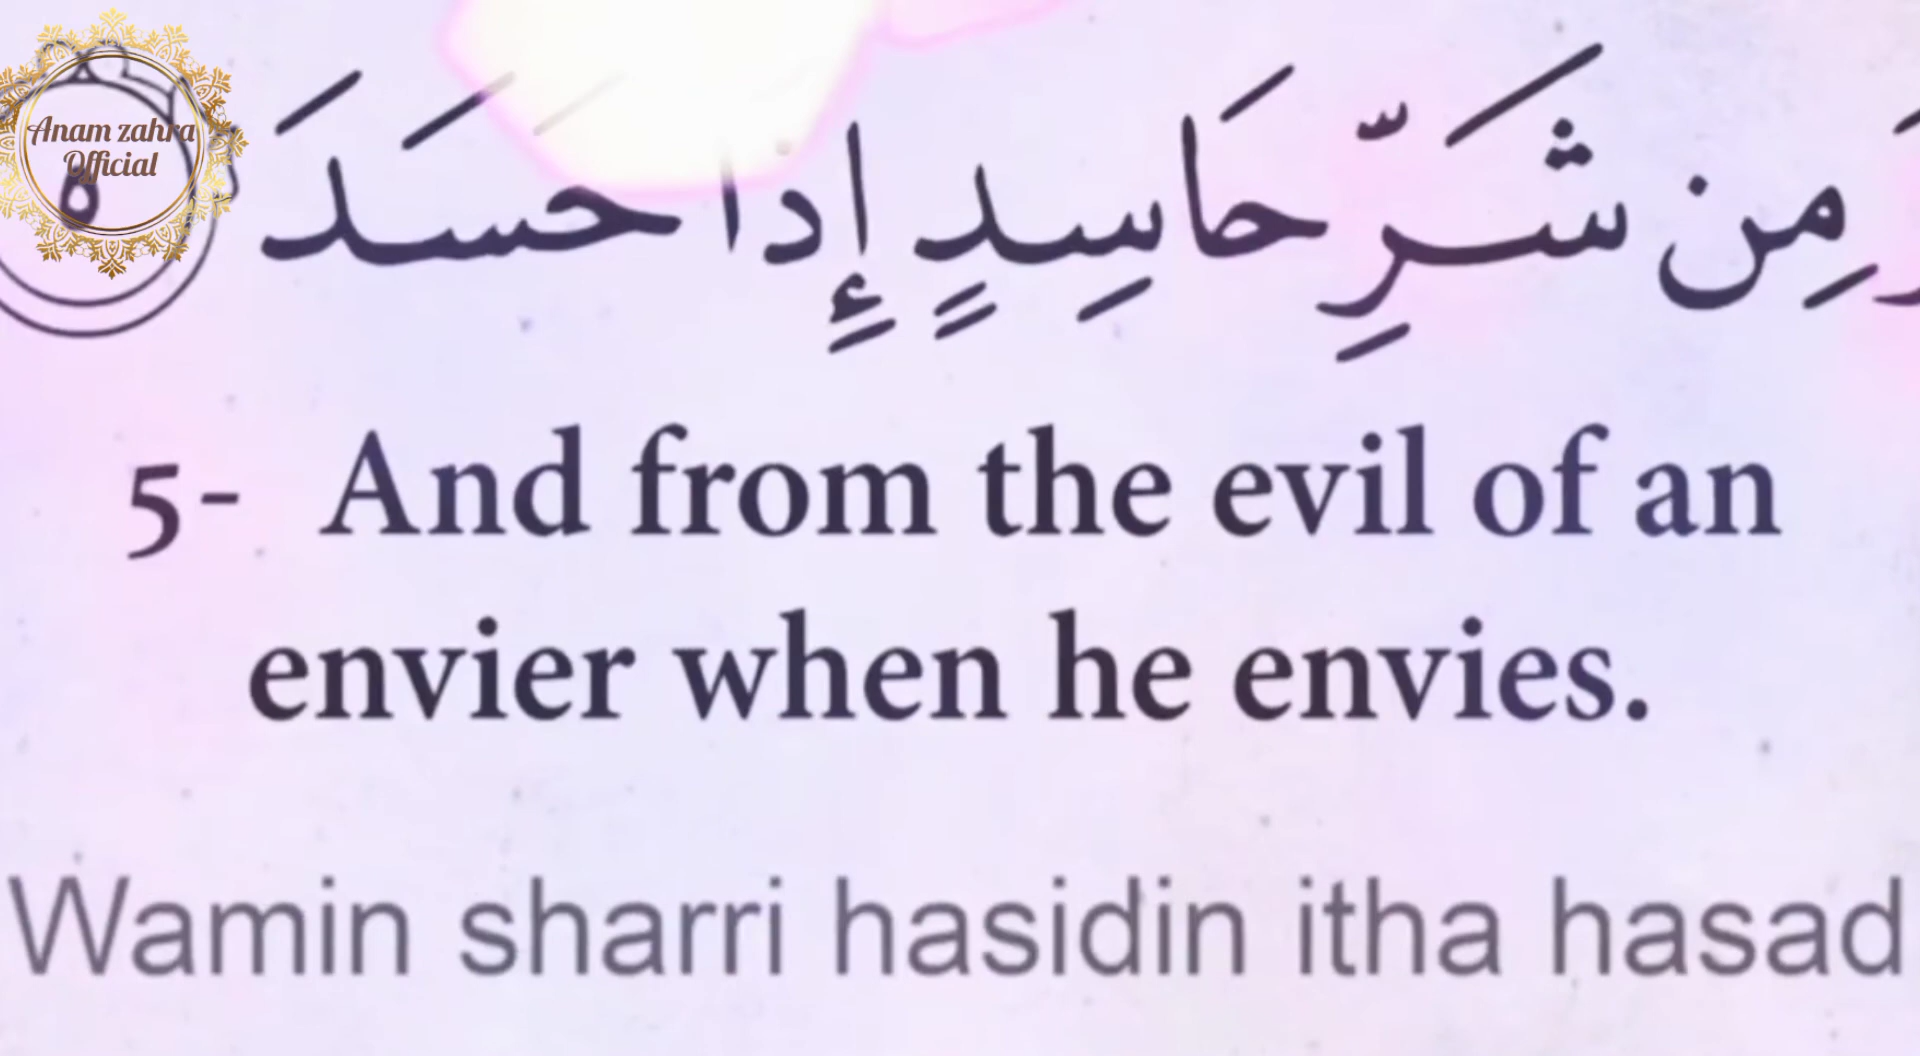 Anam zahra
Official
وَمِن شَرِّ حَاسِدٍ إِذَا حَسَدَ ٥
5- And from the evil of an
envier when he envies.
Wamin sharri hasidin itha hasad